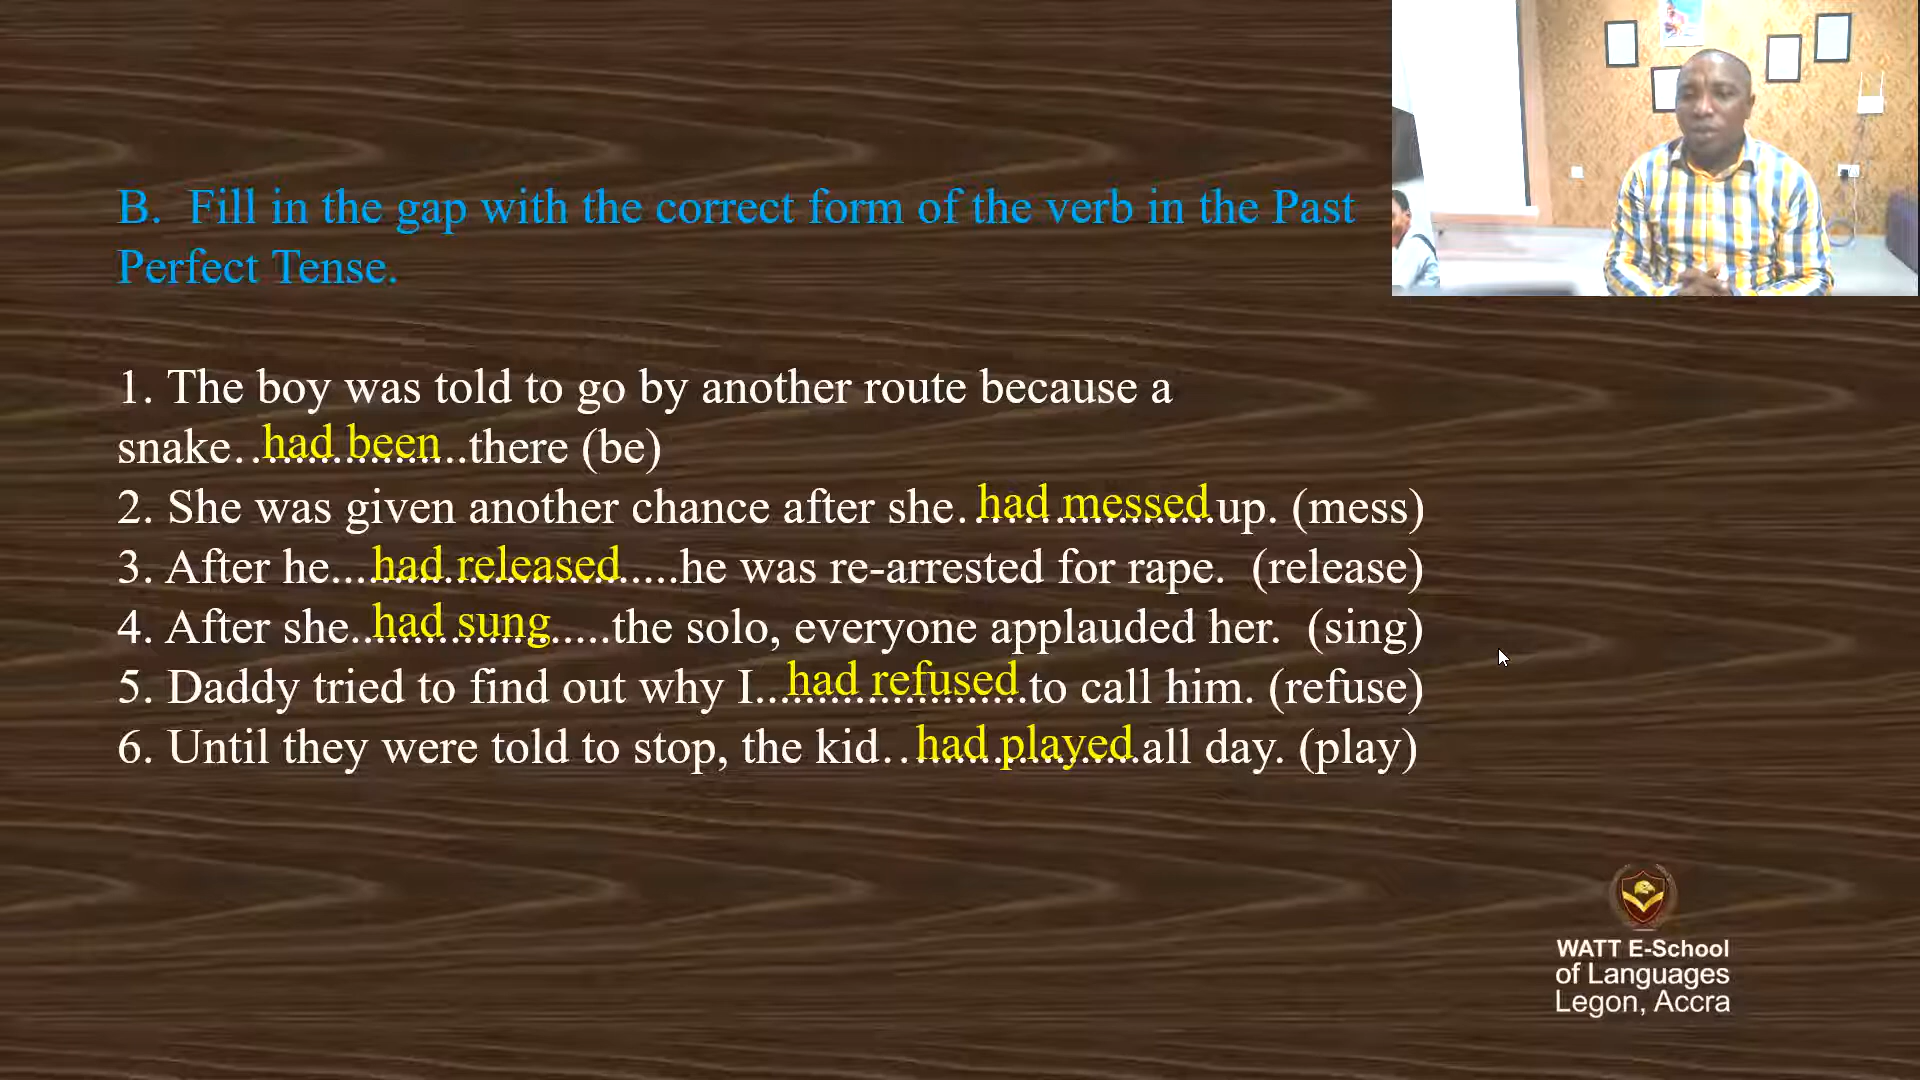 B.  Fill in the gap with the correct form of the verb in the Past
Perfect Tense.
1. The boy was told to go by another route because a
snake…had been…there (be)
2. She was given another chance after she…had messed…up. (mess)
3. After he...had released.....he was re-arrested for rape.  (release)
4. After she..had sung.....the solo, everyone applauded her.  (sing)
5. Daddy tried to find out why I..had refused.to call him. (refuse)
6. Until they were told to stop, the kid…had played.all day. (play)
WATT E-School
of Languages
Legon, Accra